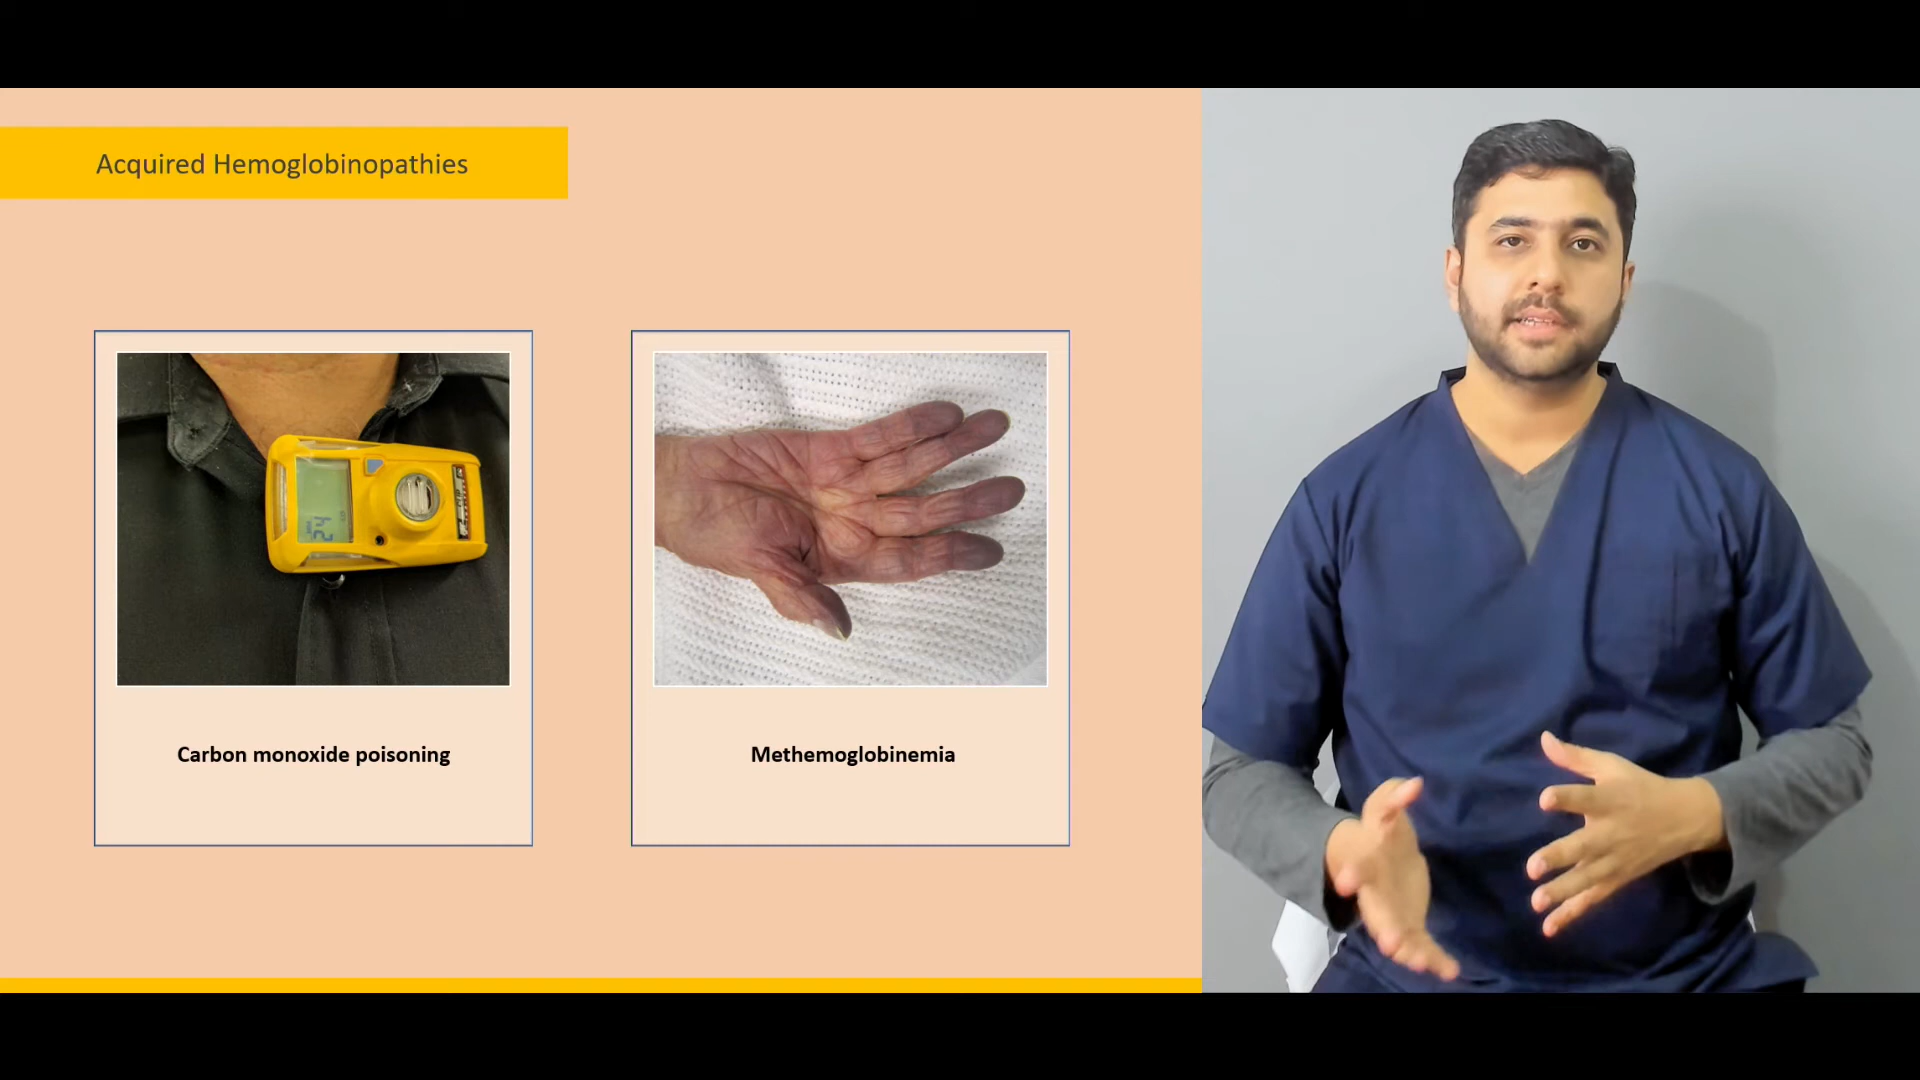 Acquired Hemoglobinopathies
Carbon monoxide poisoning
Methemoglobinemia